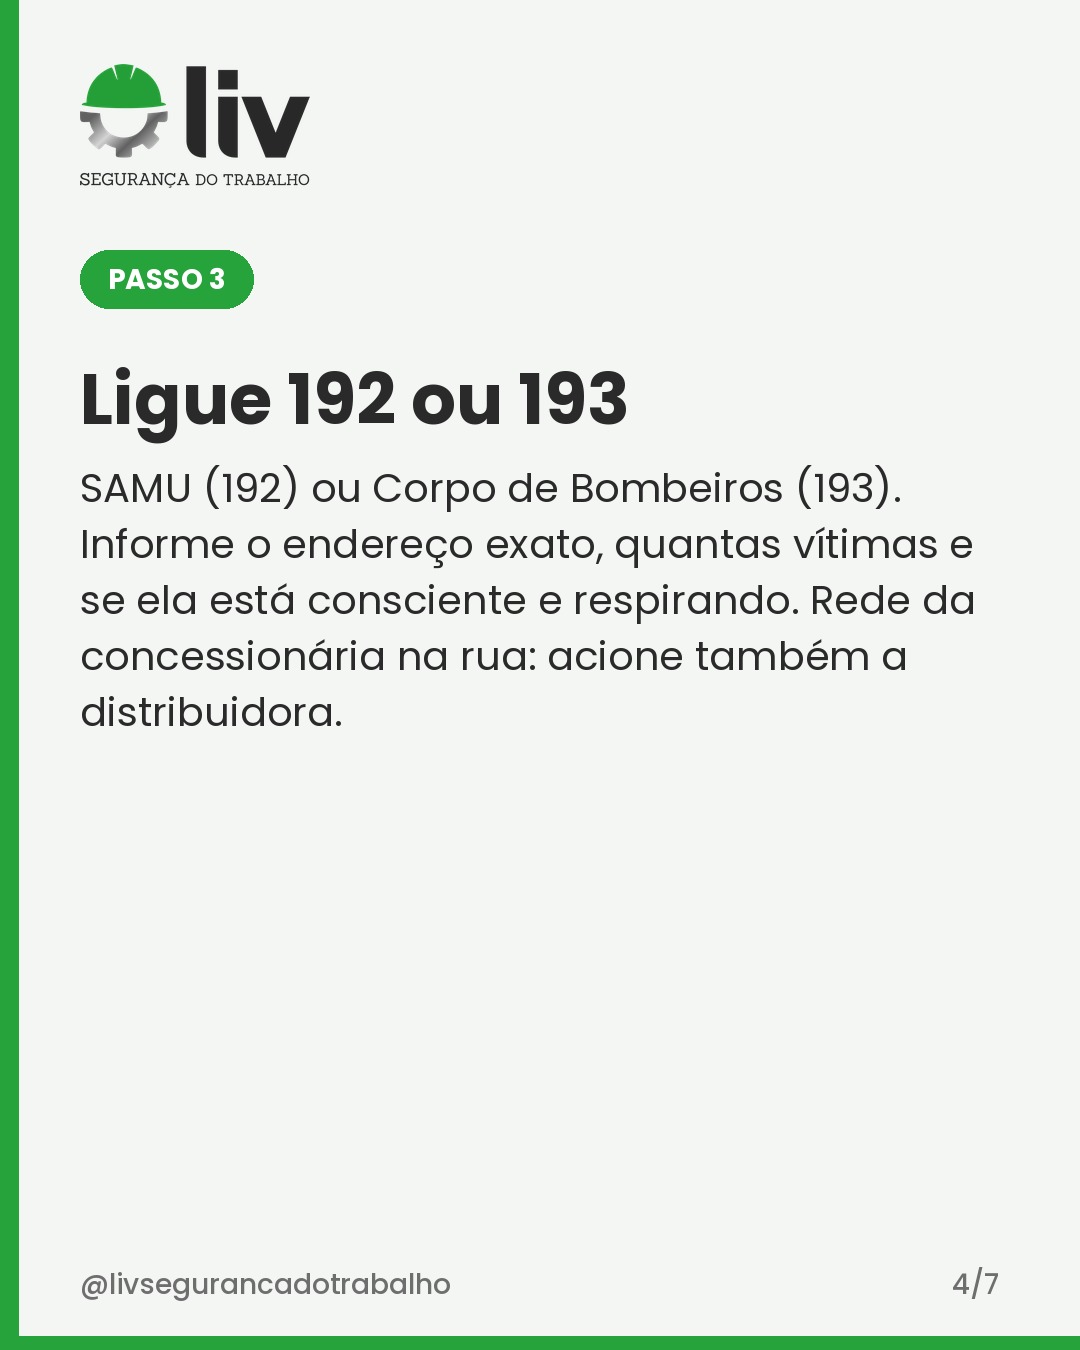 liv
SEGURANÇA DO TRABALHO
PASSO 3
Ligue 192 ou 193
SAMU (192) ou Corpo de Bombeiros (193).
Informe o endereço exato, quantas vítimas e
se ela está consciente e respirando. Rede da
concessionária na rua: acione também a
distribuidora.
@livsegurancadotrabalho
4/7